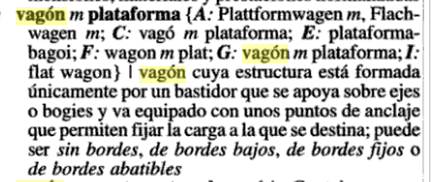 vagón m plataforma {A: Plattformwagen m, Flach-
wagen m; C: vagó m plataforma; E: plataforma-
bagoi; F: wagon m plat; G: vagón m plataforma; I:
flat wagon} | vagón cuya estructura está formada
únicamente por un bastidor que se apoya sobre ejes
o bogies y va equipado con unos puntos de anclaje
que permiten fijar la carga a la que se destina; puede
ser sin bordes, de bordes bajos, de bordes fijos o
de bordes abatibles